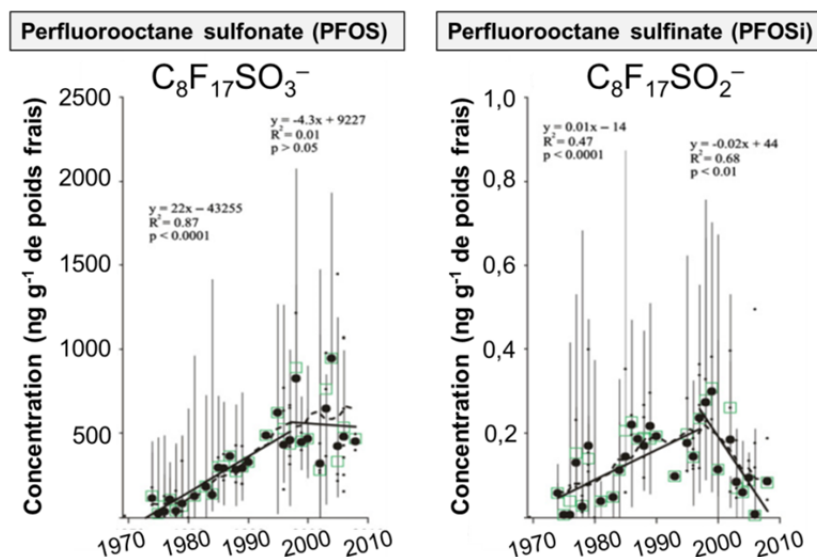 Perfluorooctane sulfonate (PFOS)
C₈F₁₇SO₃⁻
Concentration (ng g⁻¹ de poids frais)
2500
2000
1500
1000
500
y = -4.3x + 9227
R² = 0.01
p > 0.05
y = 22x – 43255
R² = 0.87
p < 0.0001
1970
1980
1990
2000
2010
Perfluorooctane sulfinate (PFOSi)
C₈F₁₇SO₂⁻
Concentration (ng g⁻¹ de poids frais)
1,0
0,8
0,6
0,4
0,2
y = 0.01x – 14
R² = 0.47
p <0.0001
y = -0.02x + 44
R² = 0.68
p < 0.01
1970
1980
1990
2000
2010